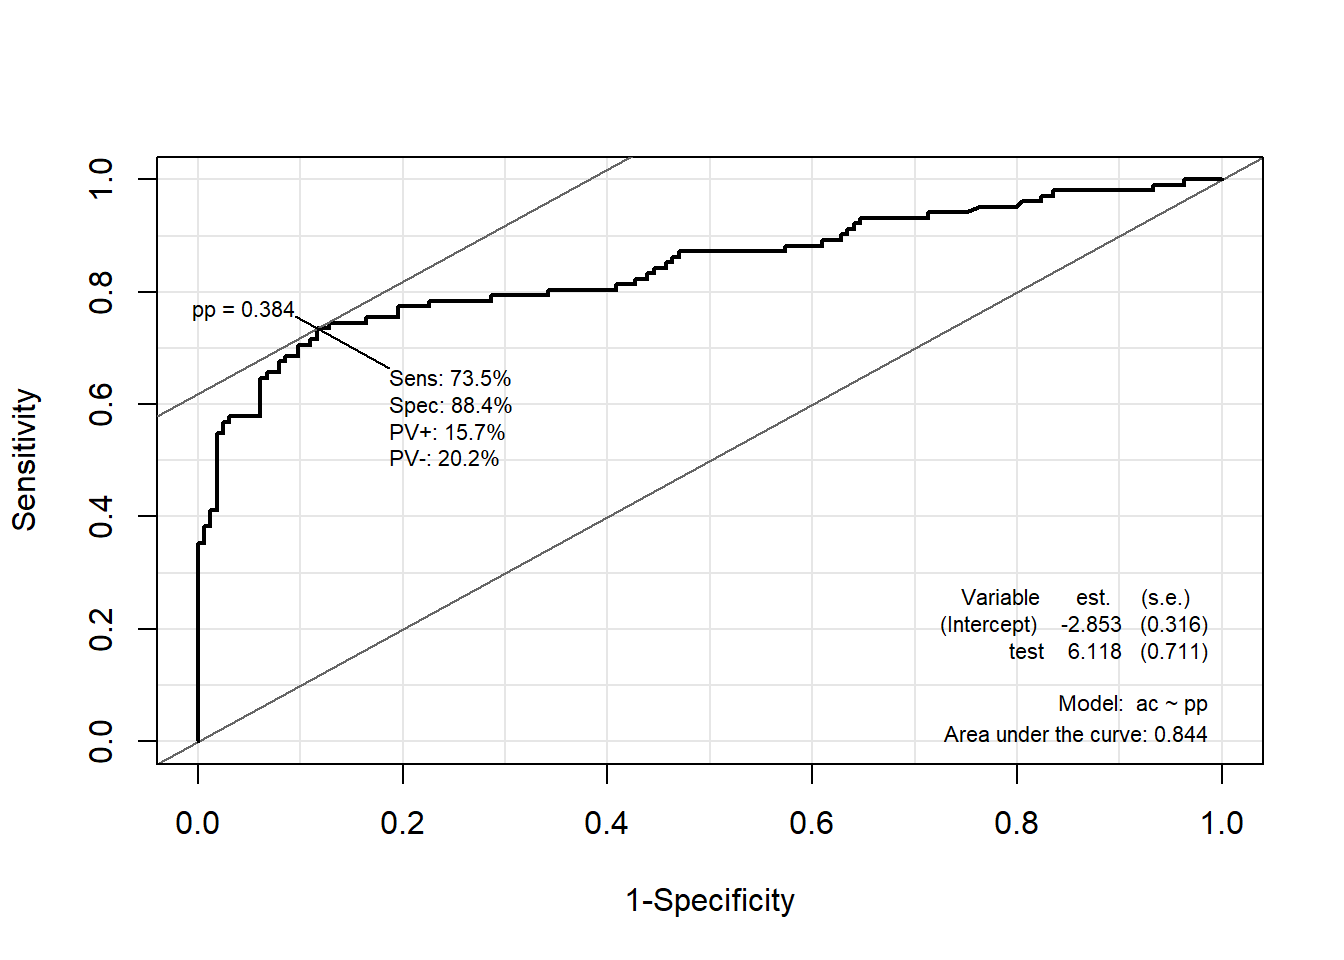 1.0
0.8
0.6
0.4
0.2
0.0
Sensitivity
pp = 0.384
Sens: 73.5%
Spec: 88.4%
PV+: 15.7%
PV-: 20.2%
Variable est. (s.e.)
(Intercept) -2.853 (0.316)
test 6.118 (0.711)
Model: ac ~ pp
Area under the curve: 0.844
0.0 0.2 0.4 0.6 0.8 1.0
1-Specificity